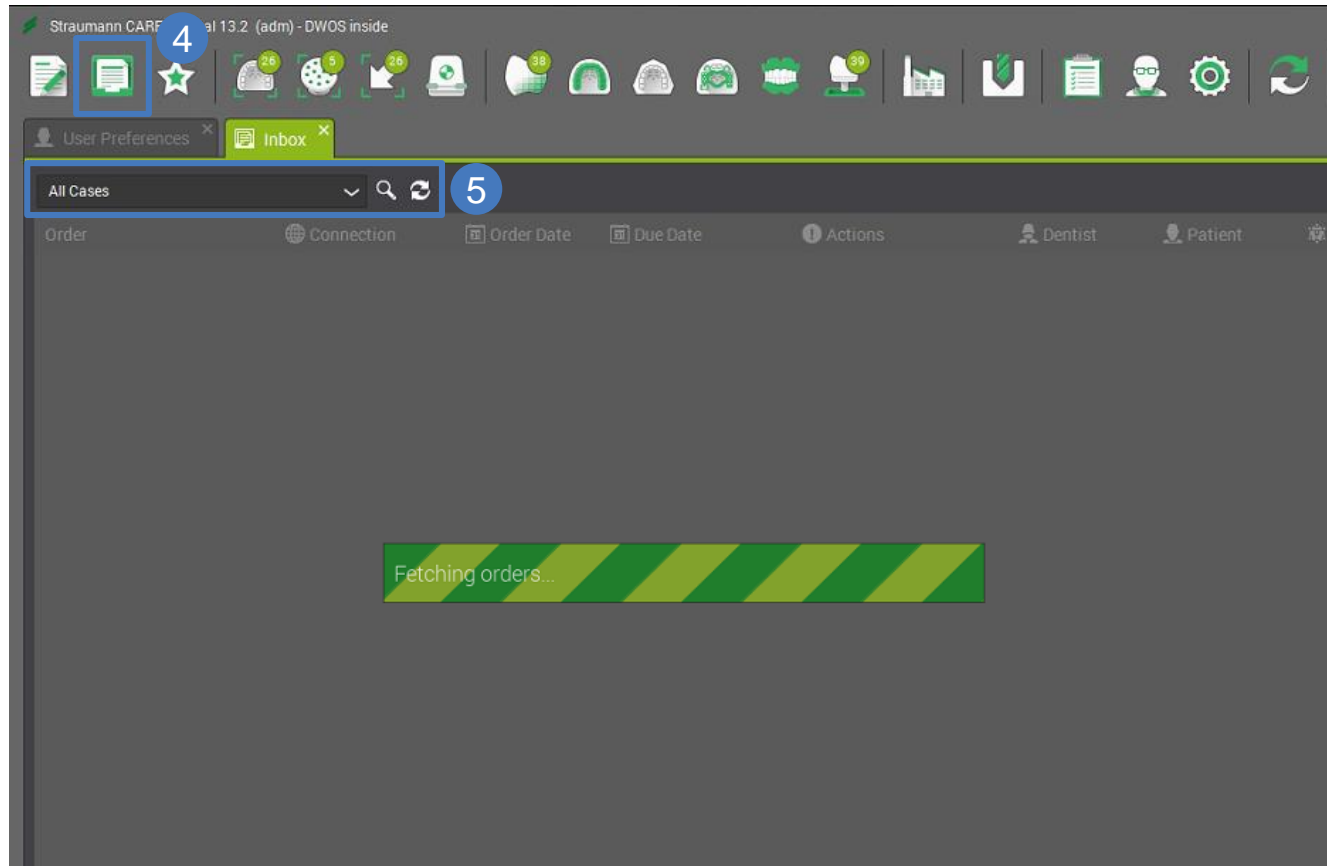 Straumann CARE al 13.2 (adm) - DWOS inside
4
26 5 26 38 39
User Preferences Inbox
All Cases
5
Order Connection Order Date Due Date Actions Dentist Patient
Fetching orders...